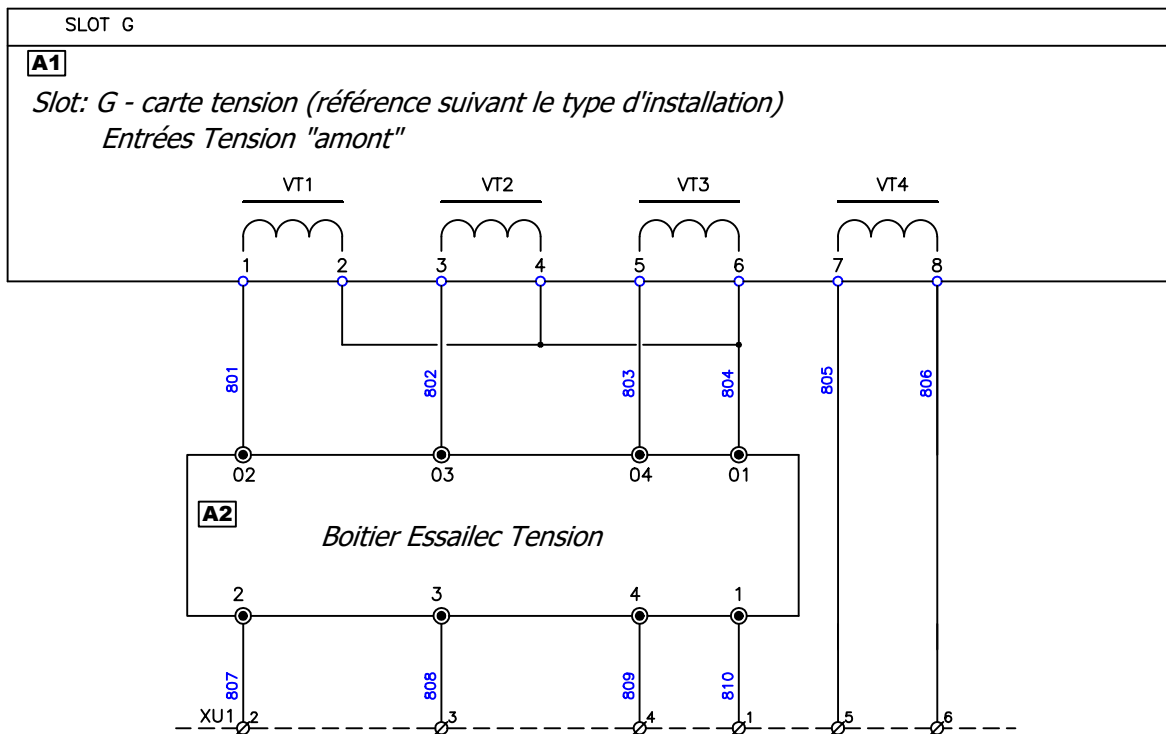 SLOT G
A1
Slot: G - carte tension (référence suivant le type d'installation)
Entrées Tension "amont"
VT1 VT2 VT3 VT4
1 2 3 4 5 6 7 8
801 802 803 804 805 806
02 03 04 01
A2
Boitier Essailec Tension
2 3 4 1
807 808 809 810
XU1 2 3 4 1 5 6